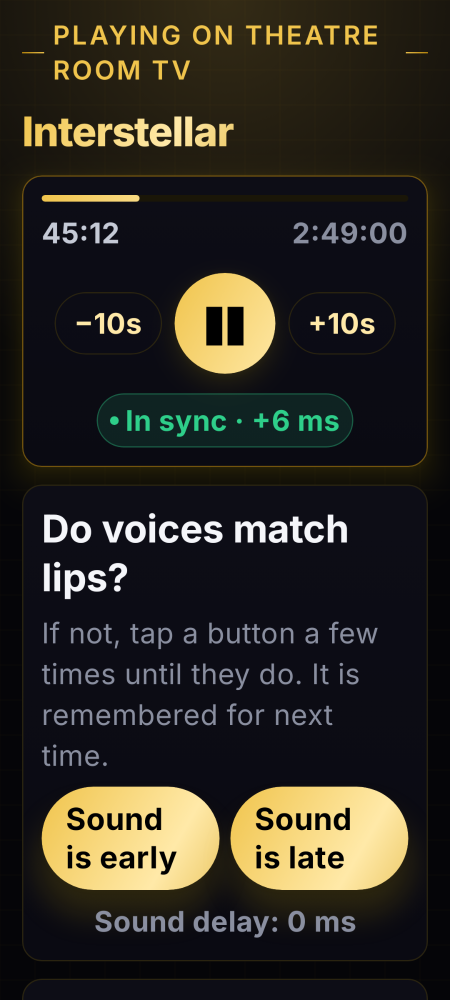 PLAYING ON THEATRE
ROOM TV
Interstellar
45:12
2:49:00
−10s
+10s
• In sync · +6 ms
Do voices match
lips?
If not, tap a button a few
times until they do. It is
remembered for next
time.
Sound
is early
Sound
is late
Sound delay: 0 ms